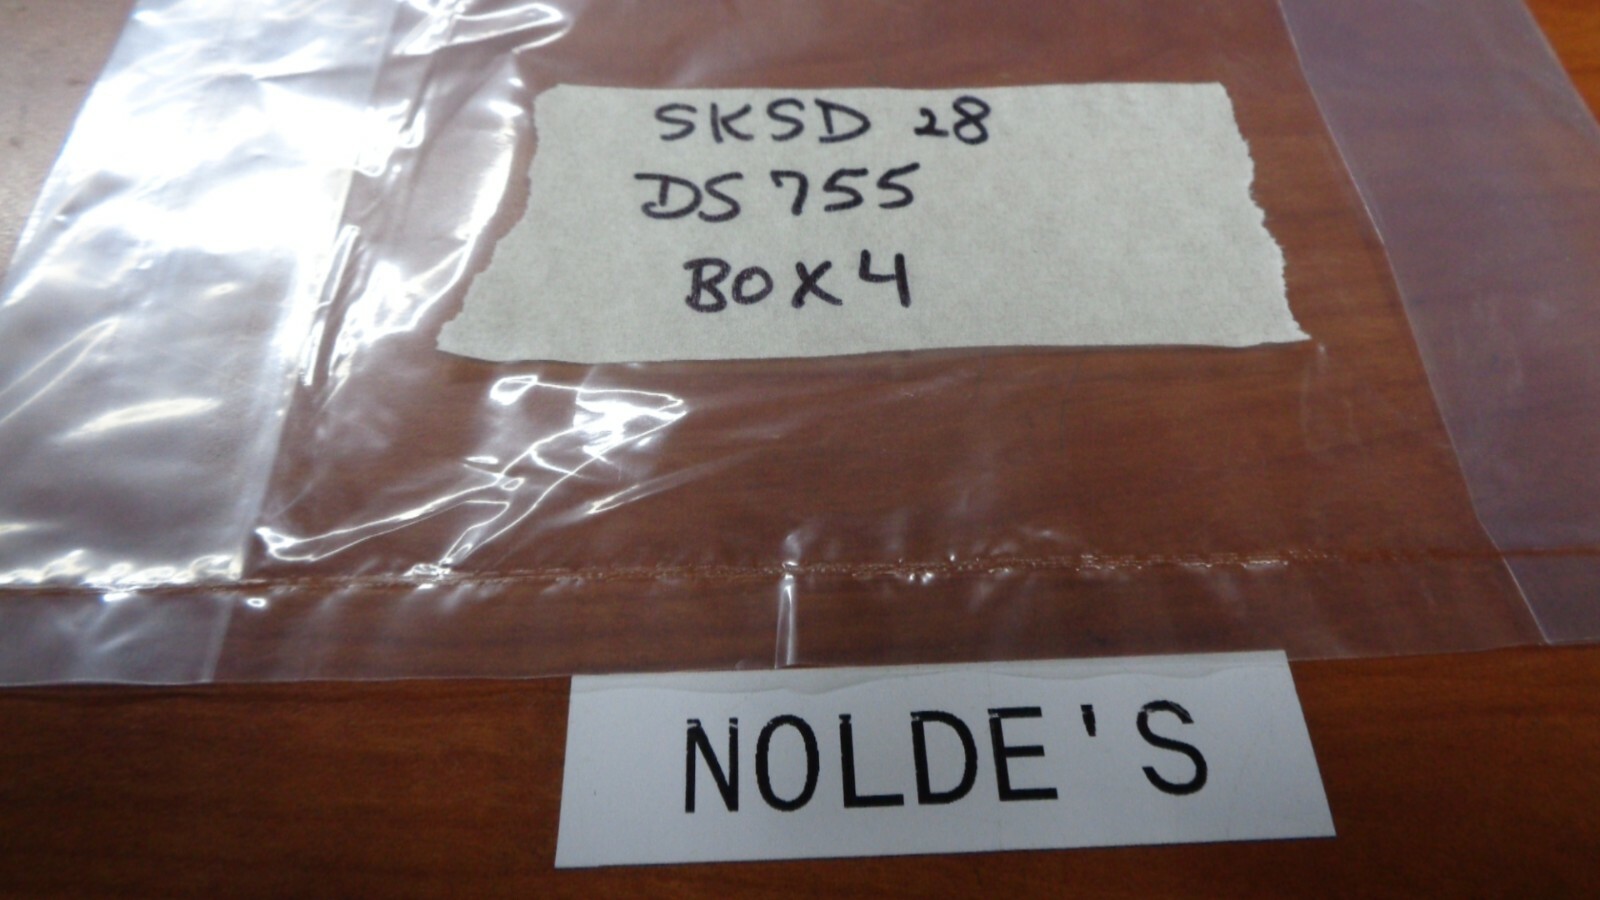 SKSD 28
DS 755
BOX 4
NOLDE'S